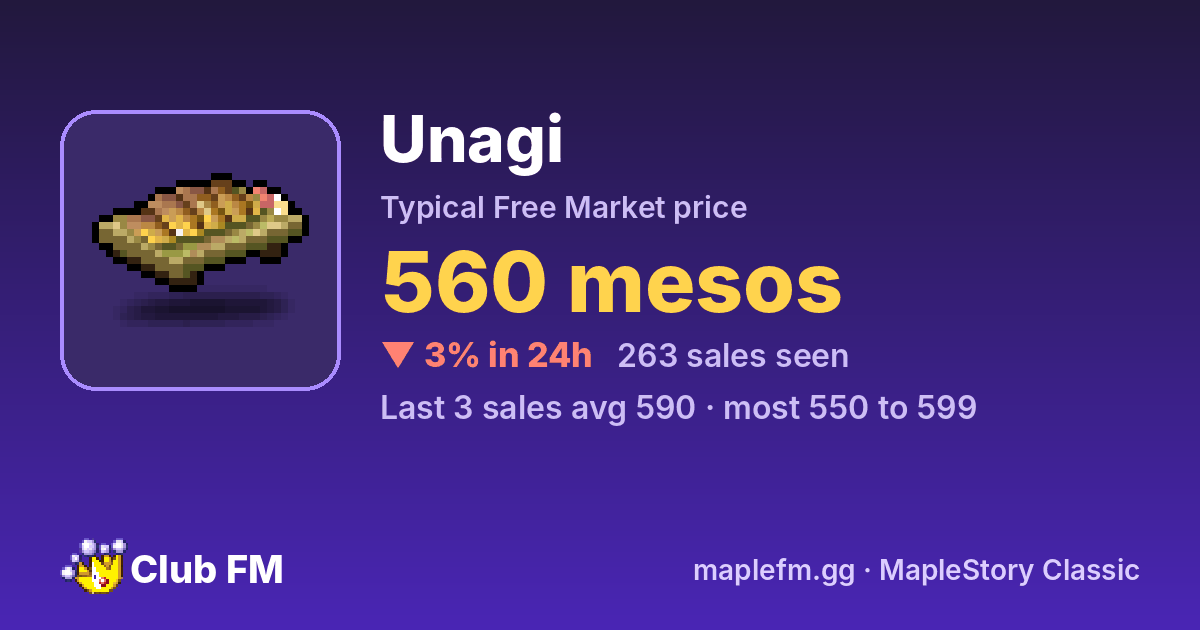 Unagi
Typical Free Market price
560 mesos
▼ 3% in 24h 263 sales seen
Last 3 sales avg 590 · most 550 to 599
Club FM
maplefm.gg · MapleStory Classic